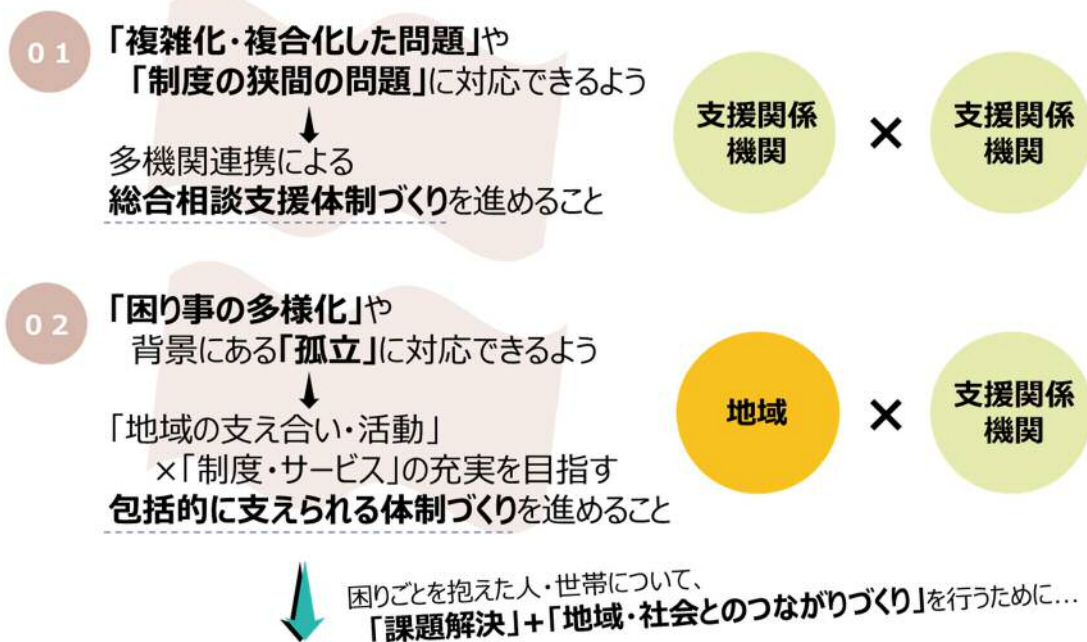 01
「複雑化・複合化した問題」や
「制度の狭間の問題」に対応できるよう
多機関連携による
総合相談支援体制づくりを進めること
支援関係
機関
×
支援関係
機関
02
「困り事の多様化」や
背景にある「孤立」に対応できるよう
「地域の支え合い・活動」
×「制度・サービス」の充実を目指す
包括的に支えられる体制づくりを進めること
地域
×
支援関係
機関
困りごとを抱えた人・世帯について、
「課題解決」+「地域・社会とのつながりづくり」を行うために…